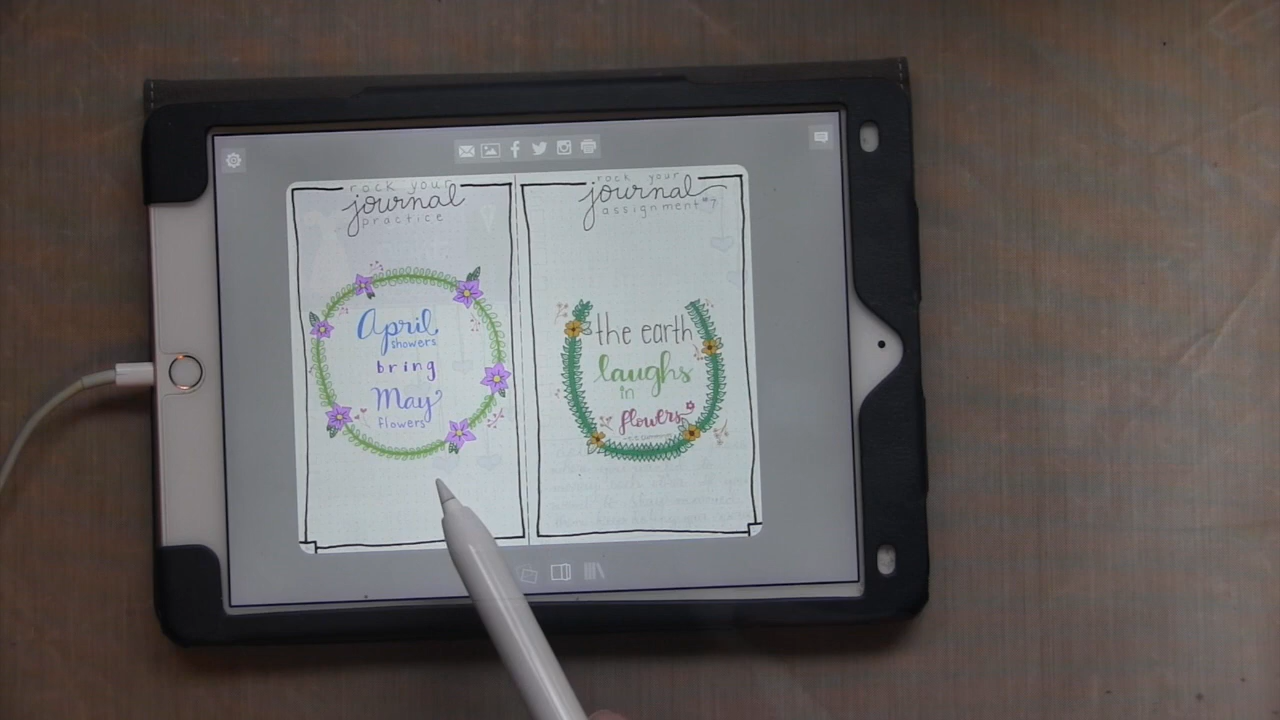 rock your
journal
practice
April
showers
bring
May
flowers
rock your
journal
assignment #7
the earth
laughs
in
flowers